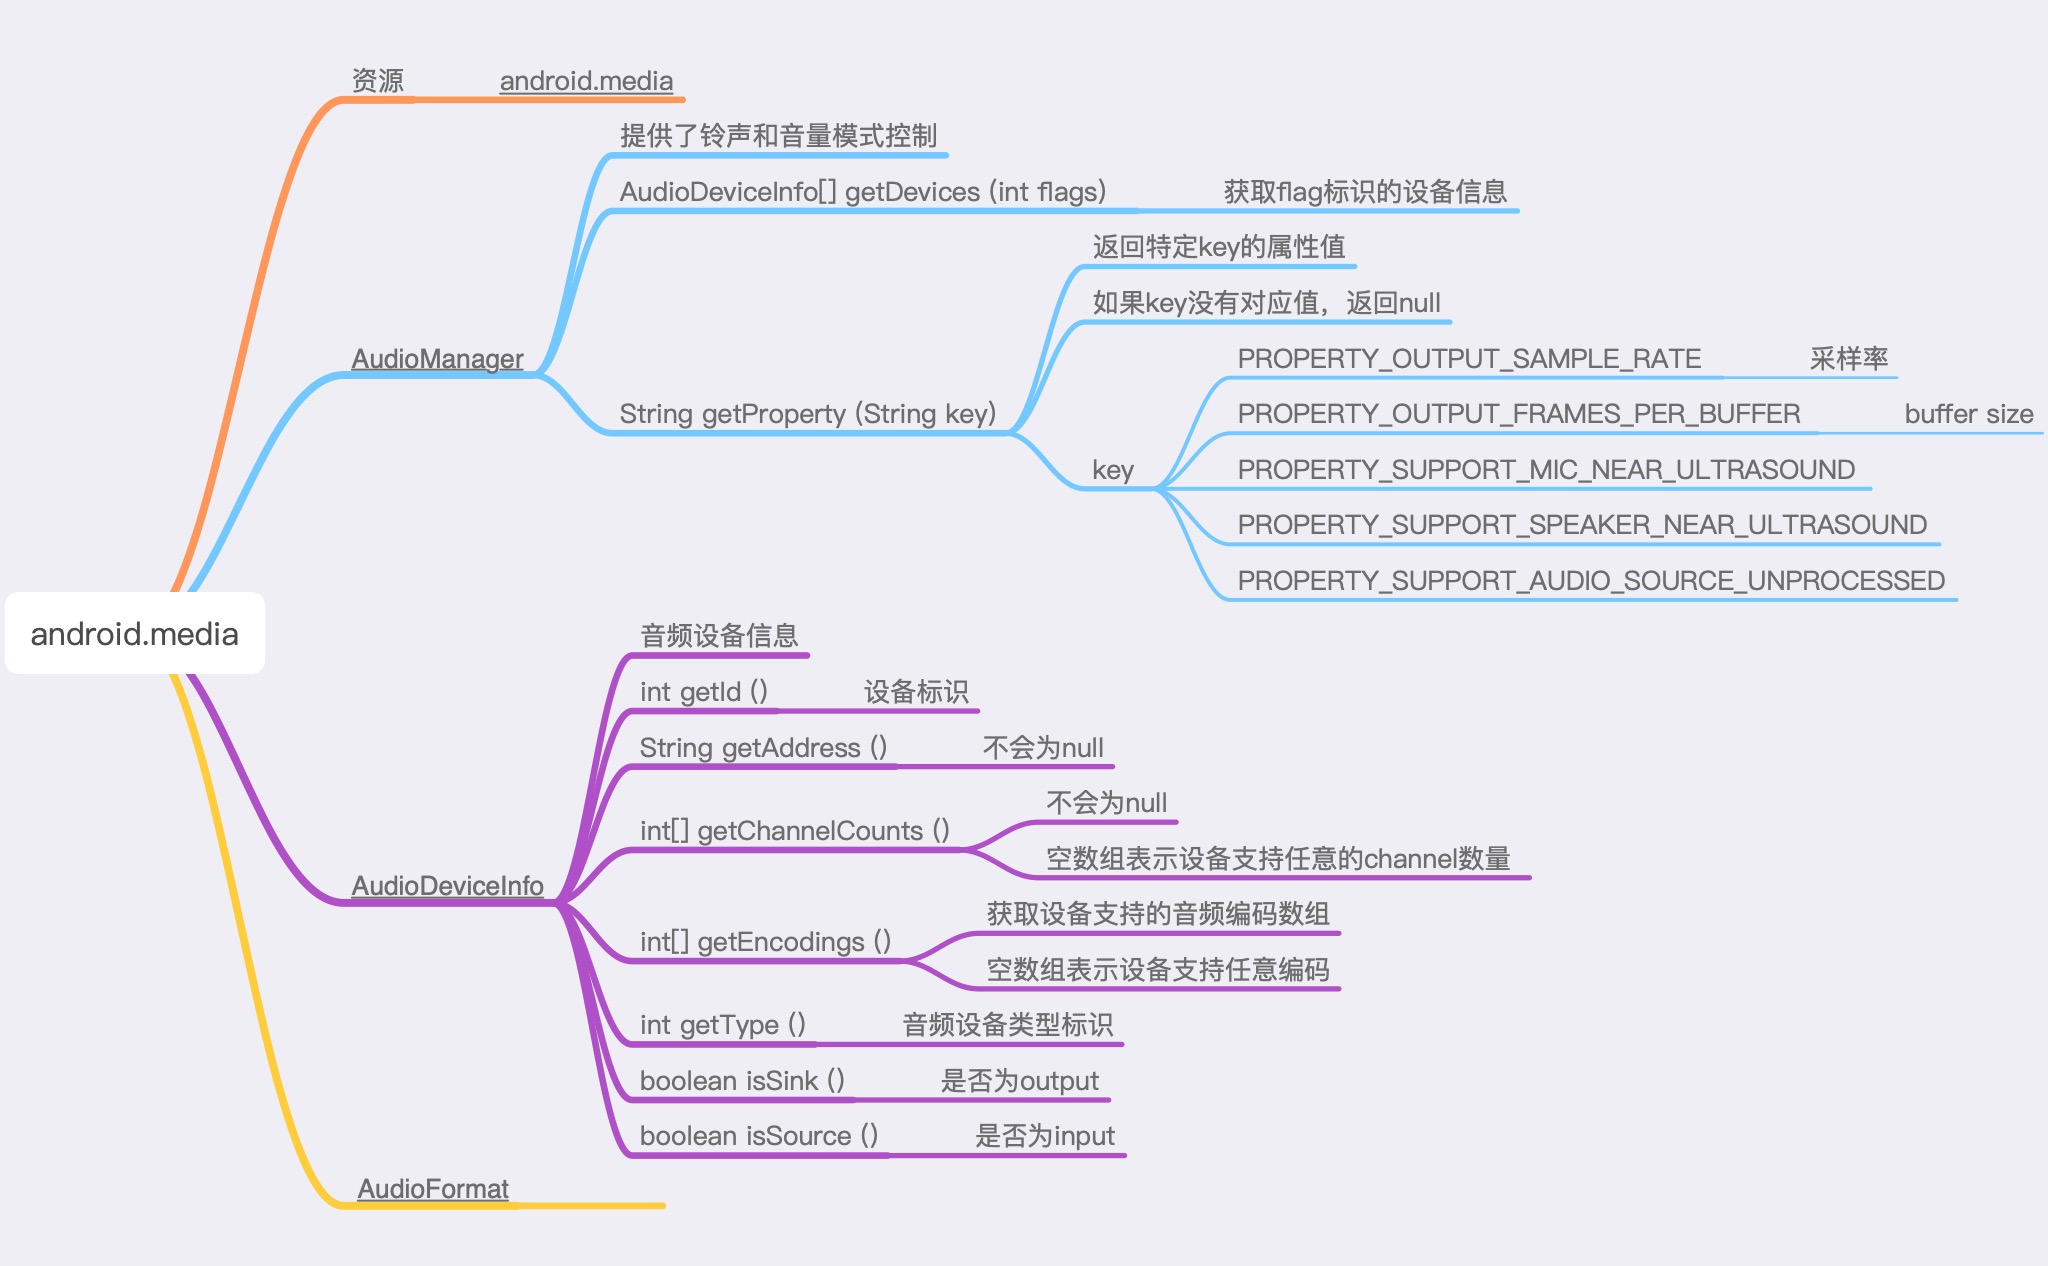 资源
android.media
提供了铃声和音量模式控制
AudioDeviceInfo[] getDevices (int flags)
获取flag标识的设备信息
返回特定key的属性值
如果key没有对应值，返回null
AudioManager
PROPERTY_OUTPUT_SAMPLE_RATE
采样率
String getProperty (String key)
PROPERTY_OUTPUT_FRAMES_PER_BUFFER
buffer size
key
PROPERTY_SUPPORT_MIC_NEAR_ULTRASOUND
PROPERTY_SUPPORT_SPEAKER_NEAR_ULTRASOUND
PROPERTY_SUPPORT_AUDIO_SOURCE_UNPROCESSED
android.media
音频设备信息
int getId ()
设备标识
String getAddress ()
不会为null
不会为null
int[] getChannelCounts ()
空数组表示设备支持任意的channel数量
AudioDeviceInfo
获取设备支持的音频编码数组
int[] getEncodings ()
空数组表示设备支持任意编码
int getType ()
音频设备类型标识
boolean isSink ()
是否为output
boolean isSource ()
是否为input
AudioFormat